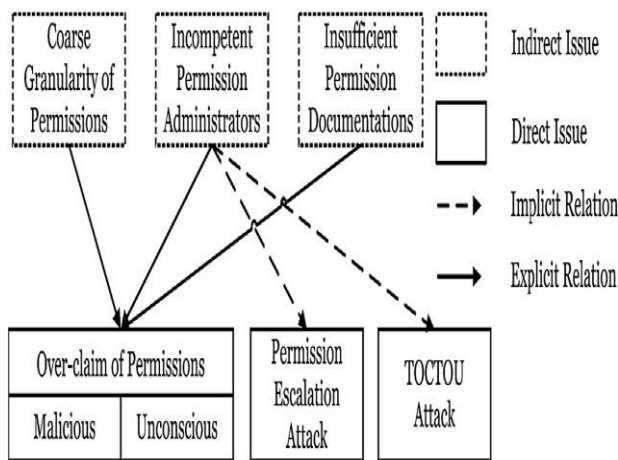 Coarse
Granularity of
Permissions
Incompetent
Permission
Administrators
Insufficient
Permission
Documentations
Indirect Issue
Direct Issue
Implicit Relation
Explicit Relation
Over-claim of Permissions
Malicious
Unconscious
Permission
Escalation
Attack
TOCTOU
Attack